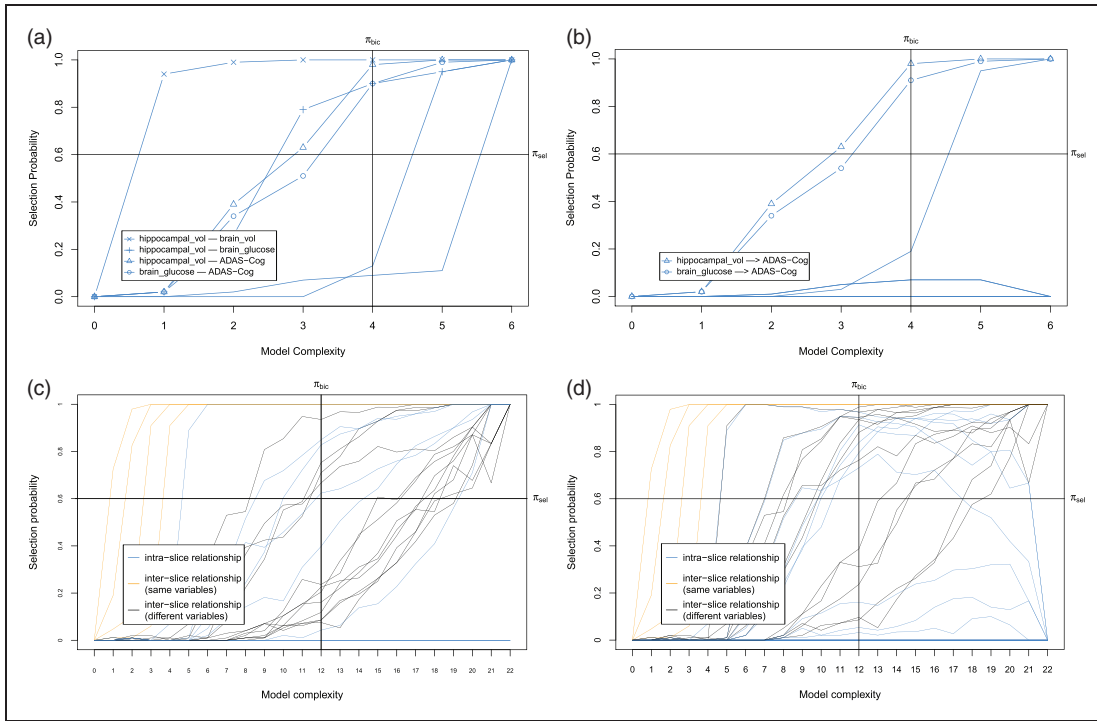 (a)
π_bic
1.0
0.8
0.6
0.4
0.2
0.0
Selection Probability
π_sel
hippocampal_vol — brain_vol
hippocampal_vol — brain_glucose
hippocampal_vol — ADAS−Cog
brain_glucose — ADAS−Cog
0 1 2 3 4 5 6
Model Complexity
(b)
π_bic
1.0
0.8
0.6
0.4
0.2
0.0
Selection Probability
π_sel
hippocampal_vol —> ADAS−Cog
brain_glucose —> ADAS−Cog
0 1 2 3 4 5 6
Model Complexity
(c)
π_bic
1
0.8
0.6
0.4
0.2
0
Selection probability
π_sel
intra−slice relationship
inter−slice relationship
(same variables)
inter−slice relationship
(different variables)
0 1 2 3 4 5 6 7 8 9 10 11 12 13 14 15 16 17 18 19 20 21 22
Model complexity
(d)
π_bic
1
0.8
0.6
0.4
0.2
0
Selection probability
π_sel
intra−slice relationship
inter−slice relationship
(same variables)
inter−slice relationship
(different variables)
0 1 2 3 4 5 6 7 8 9 10 11 12 13 14 15 16 17 18 19 20 21 22
Model complexity